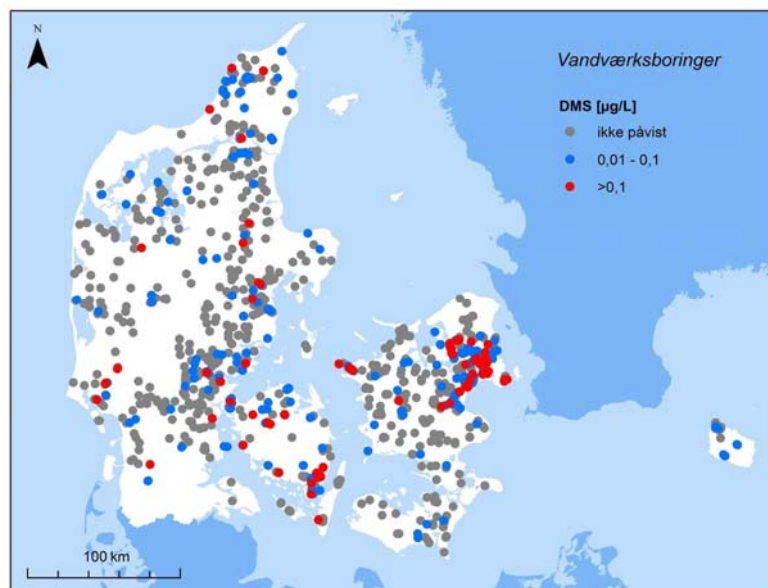 N
Vandværksboringer
DMS [µg/L]
ikke påvist
0,01 - 0,1
>0,1
100 km